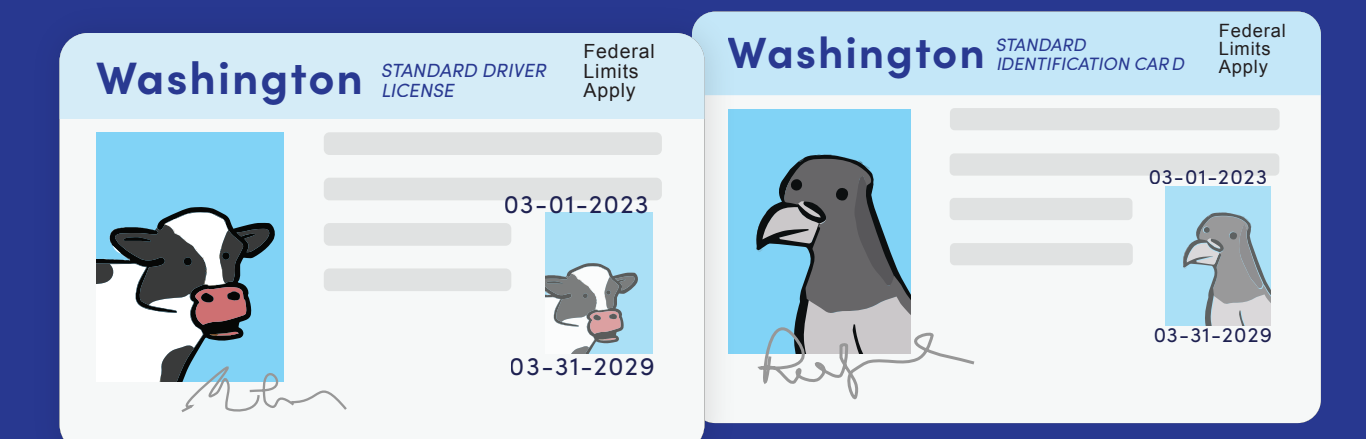 Washington
STANDARD DRIVER
LICENSE
Federal
Limits
Apply
03-01-2023
03-31-2029
Washington
STANDARD
IDENTIFICATION CARD
Federal
Limits
Apply
03-01-2023
03-31-2029